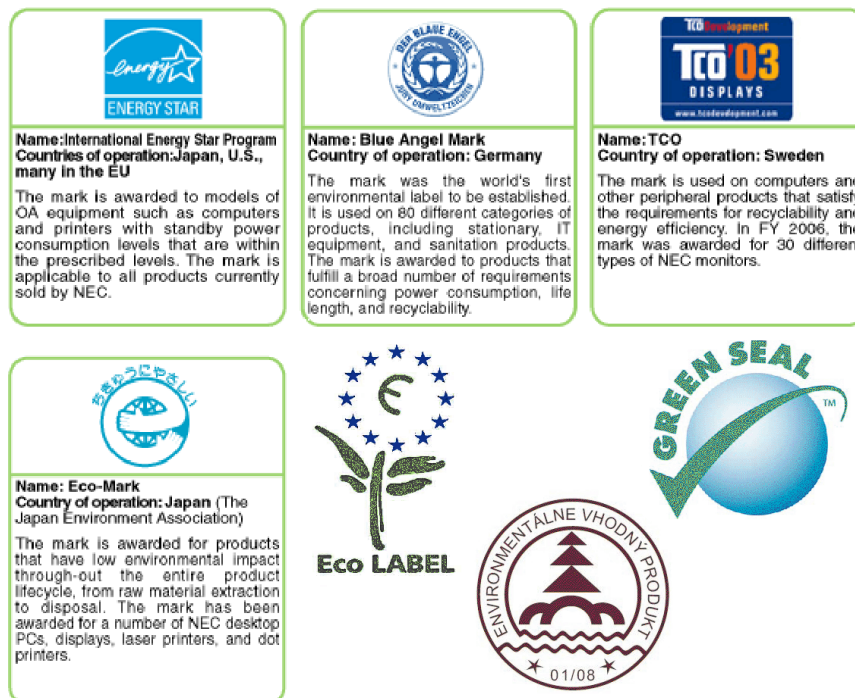 energy
ENERGY STAR
Name:International Energy Star Program
Countries of operation:Japan, U.S.,
many in the EU
The mark is awarded to models of
OA equipment such as computers
and printers with standby power
consumption levels that are within
the prescribed levels. The mark is
applicable to all products currently
sold by NEC.
DER BLAUE ENGEL
JURY UMWELTZEICHEN
Name: Blue Angel Mark
Country of operation: Germany
The mark was the world's first
environmental label to be established.
It is used on 80 different categories of
products, including stationary, IT
equipment, and sanitation products.
The mark is awarded to products that
fulfill a broad number of requirements
concerning power consumption, life
length, and recyclability.
TCO Development
TCO'03
DISPLAYS
www.tcodevelopment.com
Name:TCO
Country of operation: Sweden
The mark is used on computers and
other peripheral products that satisfy
the requirements for recyclability and
energy efficiency. In FY 2006, the
mark was awarded for 30 different
types of NEC monitors.
ちきゅうにやさしい
Name: Eco-Mark
Country of operation: Japan (The
Japan Environment Association)
The mark is awarded for products
that have low environmental impact
through-out the entire product
lifecycle, from raw material extraction
to disposal. The mark has been
awarded for a number of NEC desktop
PCs, displays, laser printers, and dot
printers.
Eco LABEL
ENVIRONMENTÁLNE VHODNÝ PRODUKT
01/08
GREEN SEAL
TM